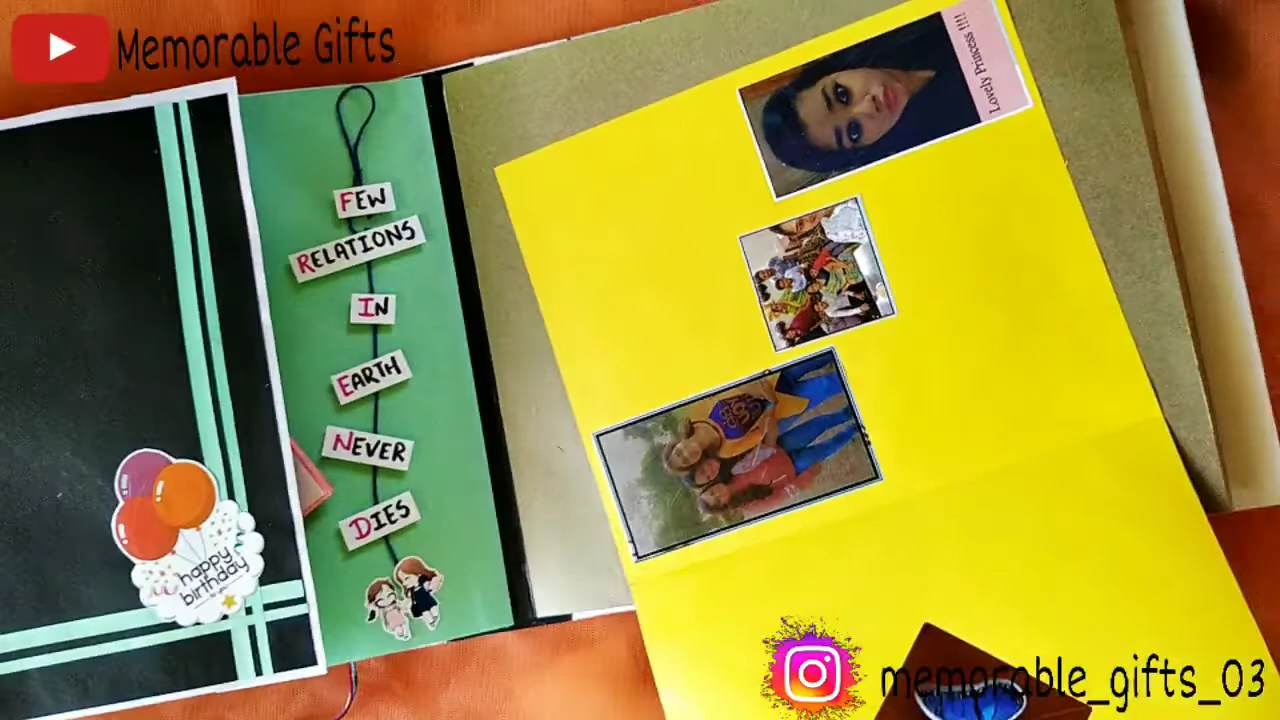 Memorable Gifts
Lovely Princess !!!!
FEW
RELATIONS
IN
EARTH
NEVER
DIES
happy
birthday
memorable_gifts_03